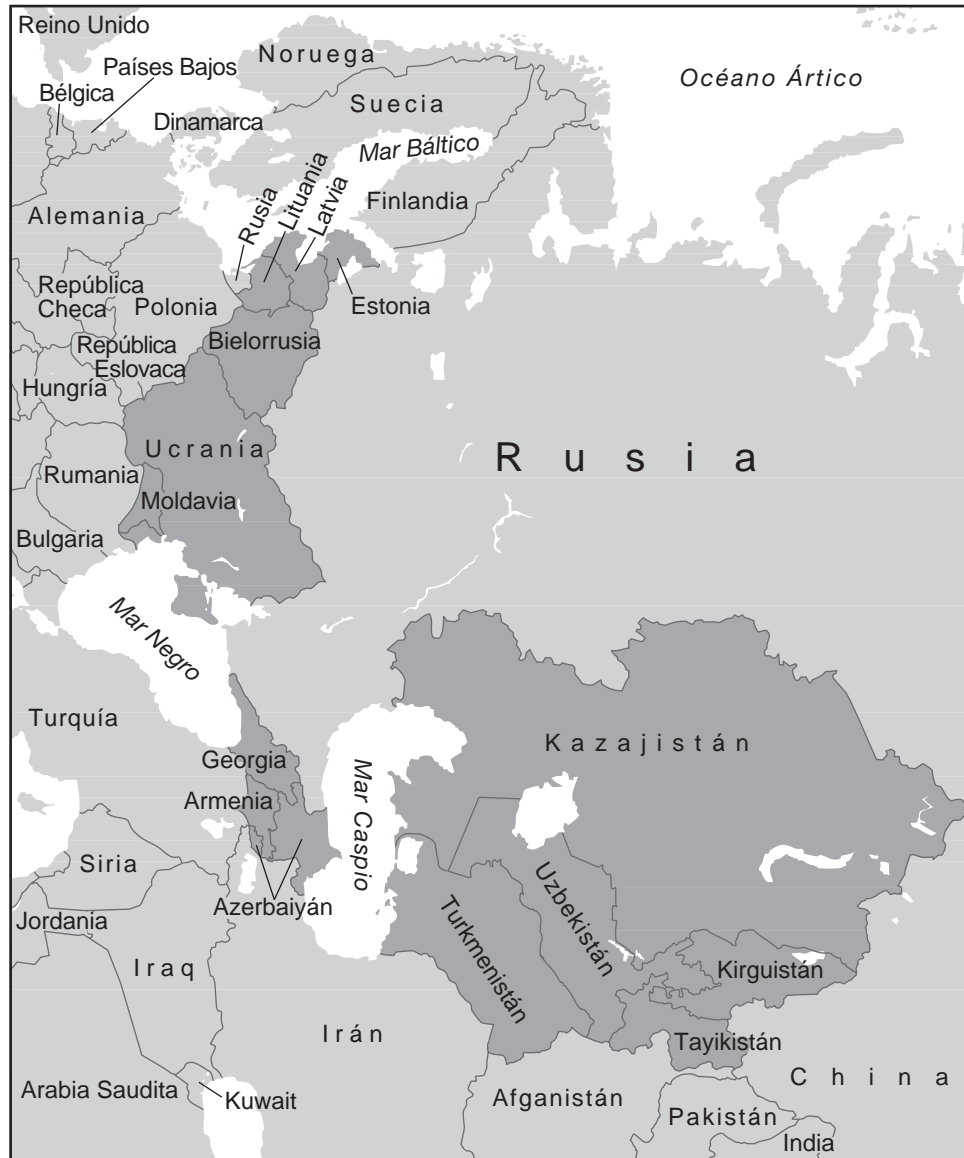 Reino Unido
Noruega
Océano Ártico
Países Bajos
Bélgica
Suecia
Dinamarca
Mar Báltico
Finlandia
Alemania
Rusia
Lituania
Latvia
Estonia
República
Checa
Polonia
República
Eslovaca
Bielorrusia
Hungría
Ucrania
Rusia
Rumania
Moldavia
Bulgaria
Mar Negro
Turquía
Georgia
Kazajistán
Armenia
Mar Caspio
Siria
Azerbaiyán
Uzbekistán
Turkmenistán
Jordania
Iraq
Kirguistán
Irán
Tayikistán
China
Arabia Saudita
Kuwait
Afganistán
Pakistán
India